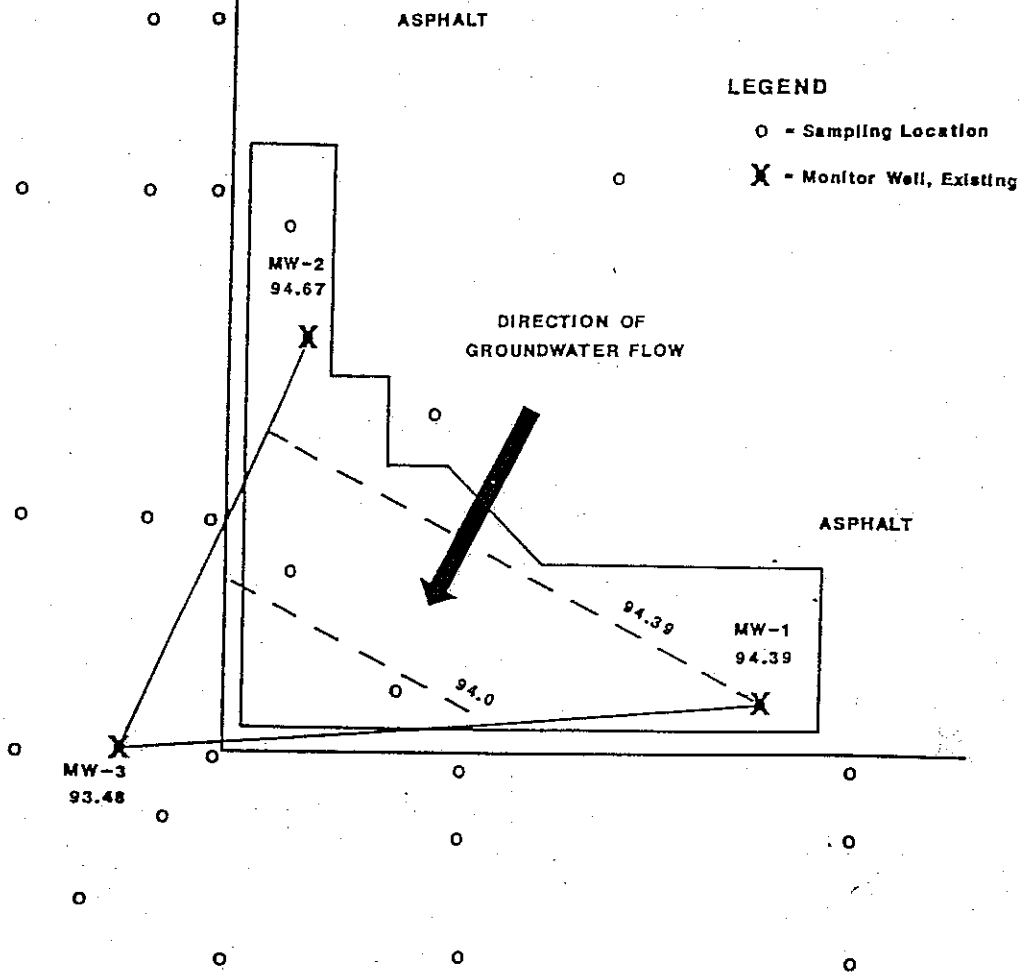 ASPHALT
LEGEND
O = Sampling Location
X = Monitor Well, Existing
MW-2
94.67
DIRECTION OF
GROUNDWATER FLOW
ASPHALT
94.39
MW-1
94.39
94.0
MW-3
93.48